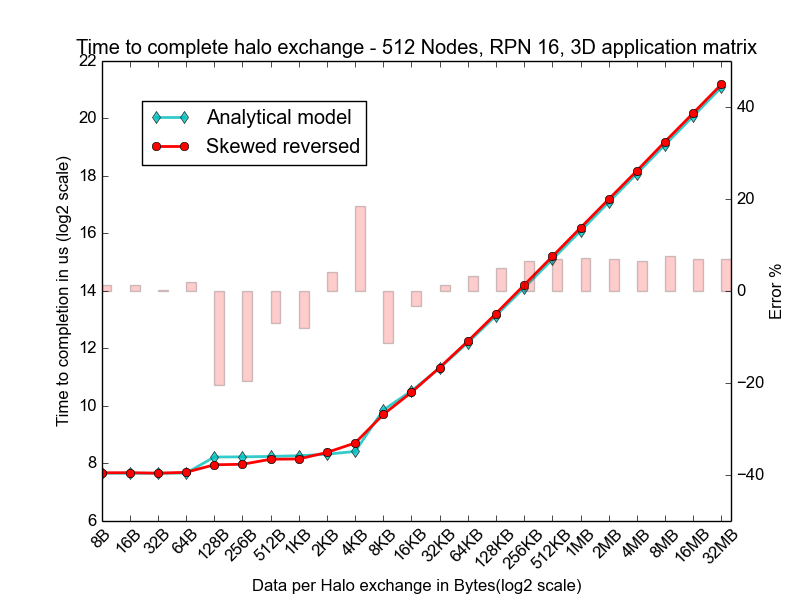 Time to complete halo exchange - 512 Nodes, RPN 16, 3D application matrix
Analytical model
Skewed reversed
Time to completion in us (log2 scale)
22
20
18
16
14
12
10
8
6
40
20
0
−20
−40
Error %
8B
16B
32B
64B
128B
256B
512B
1KB
2KB
4KB
8KB
16KB
32KB
64KB
128KB
256KB
512KB
1MB
2MB
4MB
8MB
16MB
32MB
Data per Halo exchange in Bytes(log2 scale)